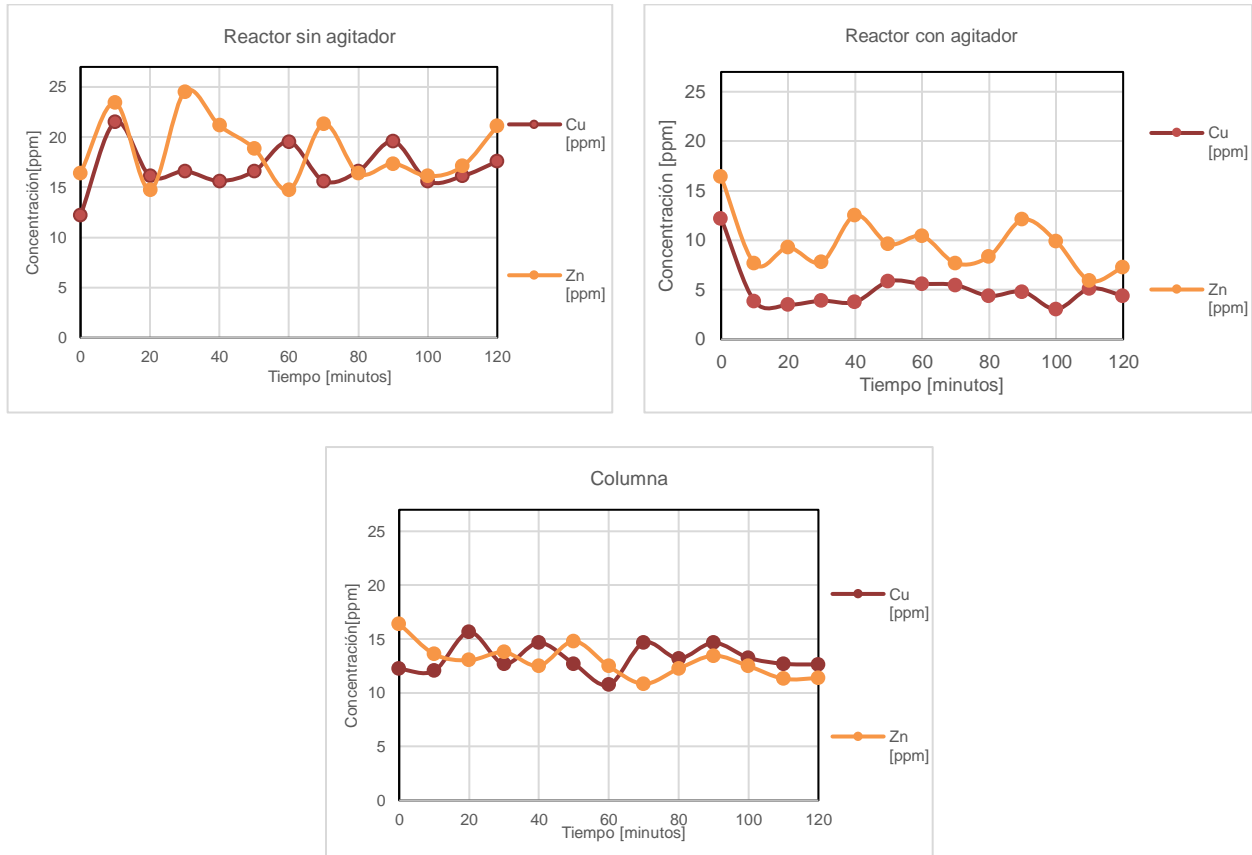 Reactor sin agitador
Concentración[ppm]
25
20
15
10
5
0
0 20 40 60 80 100 120
Tiempo [minutos]
Cu
[ppm]
Zn
[ppm]
Reactor con agitador
Concentración [ppm]
25
20
15
10
5
0
0 20 40 60 80 100 120
Tiempo [minutos]
Cu
[ppm]
Zn
[ppm]
Columna
Concentración[ppm
25
20
15
10
5
0
0 20 40 60 80 100 120
Tiempo [minutos]
Cu
[ppm]
Zn
[ppm]